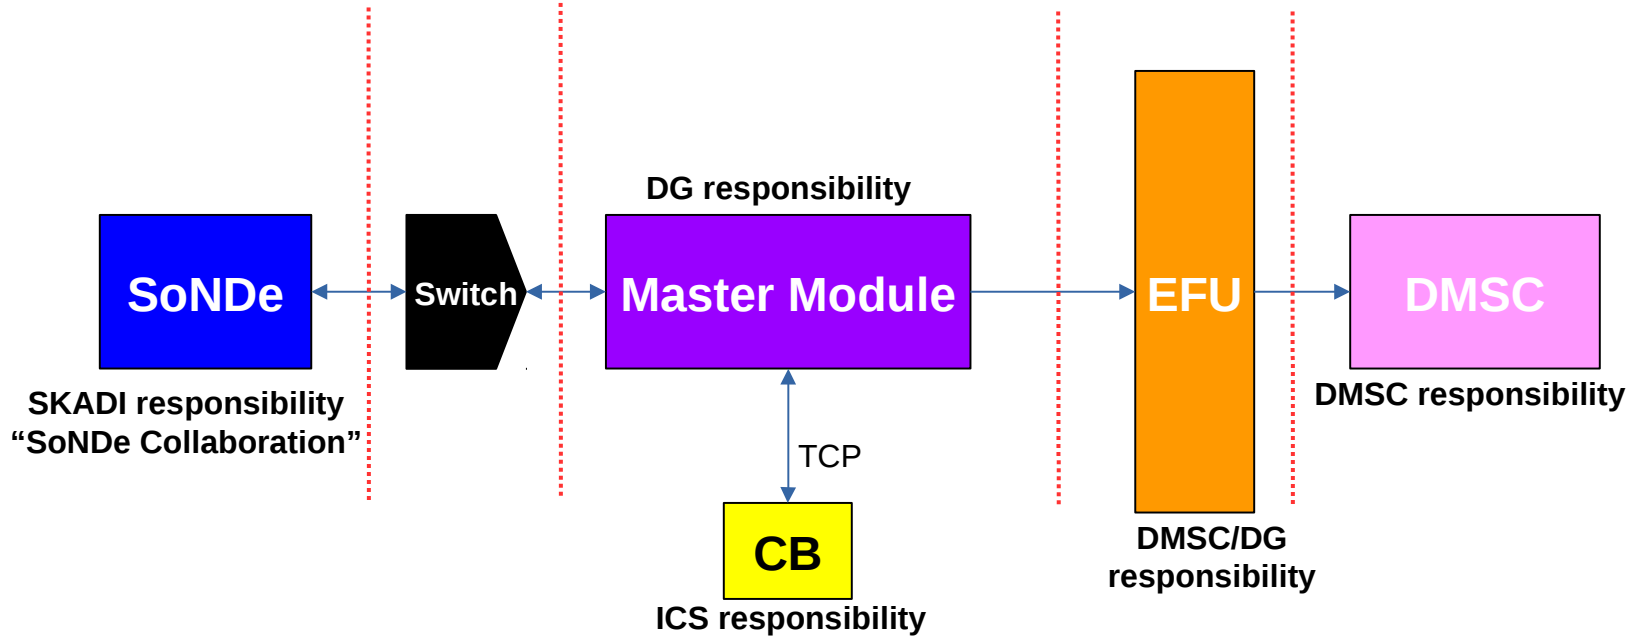 DG responsibility
SoNDe
Switch
Master Module
EFU
DMSC
SKADI responsibility
“SoNDe Collaboration”
DMSC responsibility
TCP
CB
ICS responsibility
DMSC/DG
responsibility